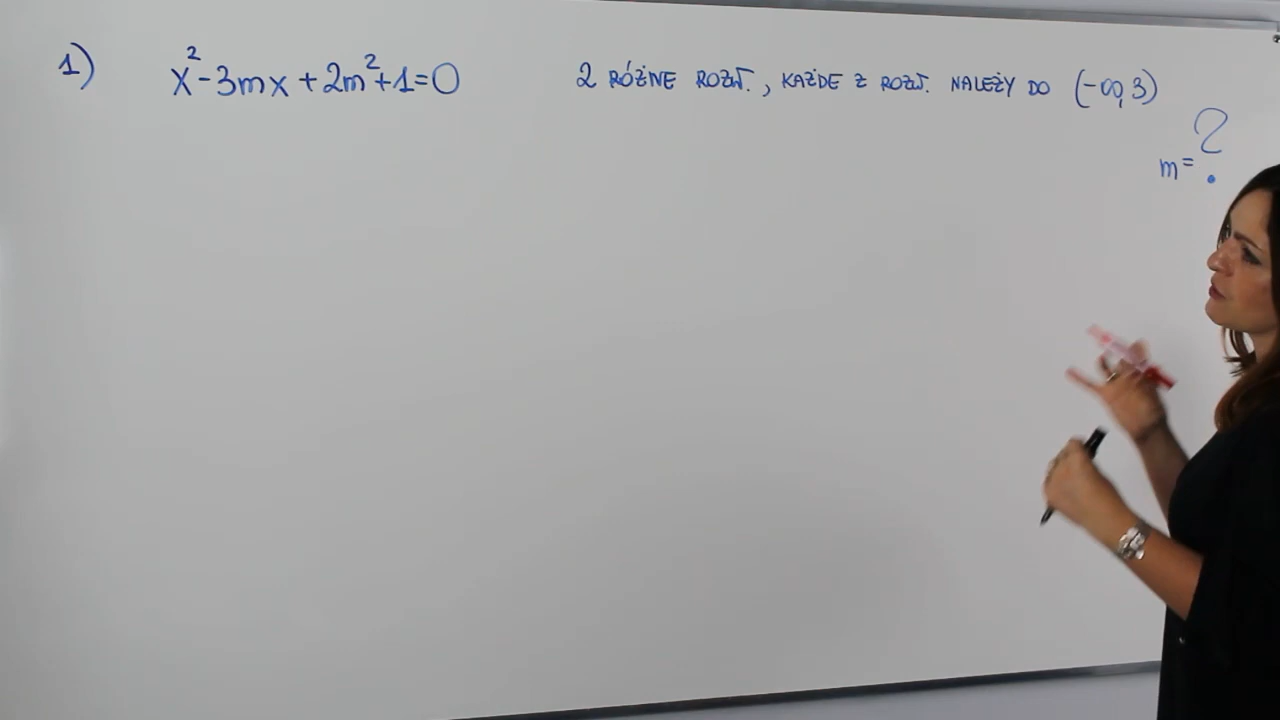 1) x²-3mx+2m²+1=0 2 RÓŻNE ROZW., KAŻDE Z ROZW. NALEŻY DO (-∞,3)
m=?